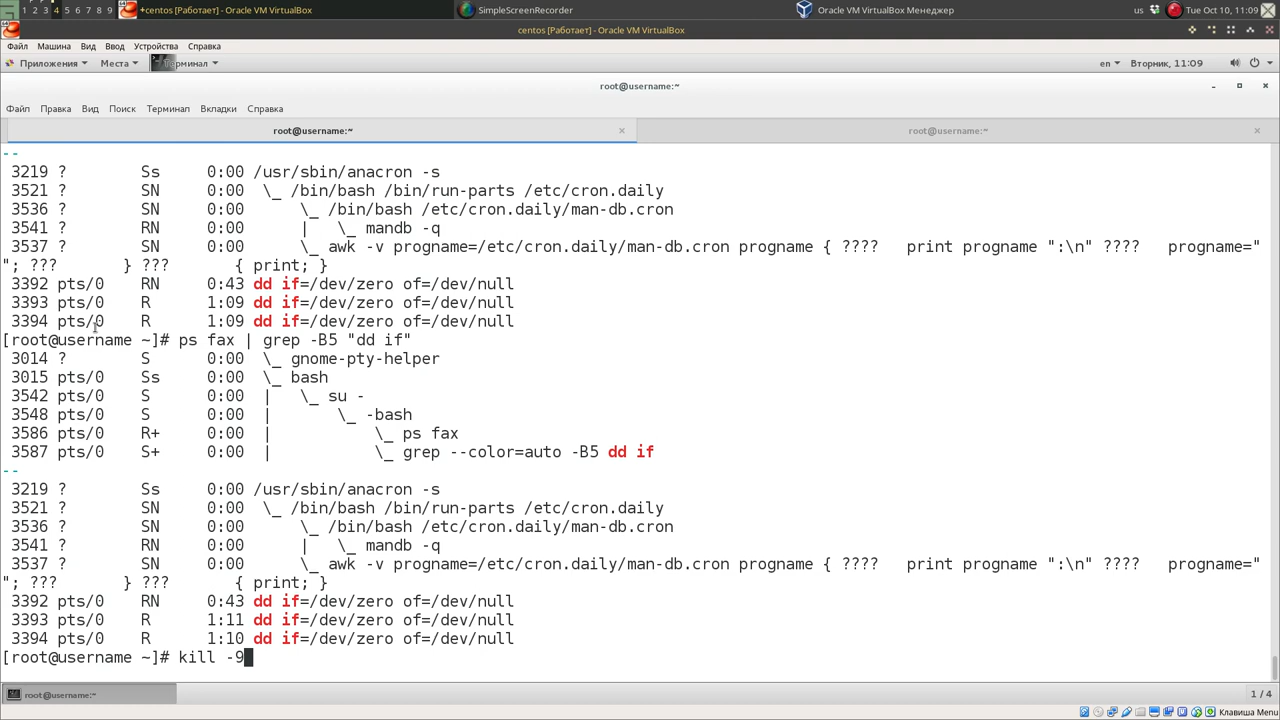 1 2 3 4 5 6 7 8 9 *centos [Работает] - Oracle VM VirtualBox SimpleScreenRecorder Oracle VM VirtualBox Менеджер us Tue Oct 10, 11:09
centos [Работает] - Oracle VM VirtualBox
Файл Машина Вид Ввод Устройства Справка
Приложения Места Терминал en Вторник, 11:09
root@username:~
Файл Правка Вид Поиск Терминал Вкладки Справка
root@username:~ × root@username:~ ×
--
3219 ? Ss 0:00 /usr/sbin/anacron -s
3521 ? SN 0:00 \_ /bin/bash /bin/run-parts /etc/cron.daily
3536 ? SN 0:00 \_ /bin/bash /etc/cron.daily/man-db.cron
3541 ? RN 0:00 | \_ mandb -q
3537 ? SN 0:00 \_ awk -v progname=/etc/cron.daily/man-db.cron progname { ???? print progname ":\n" ???? progname="
"; ??? } ??? { print; }
3392 pts/0 RN 0:43 dd if=/dev/zero of=/dev/null
3393 pts/0 R 1:09 dd if=/dev/zero of=/dev/null
3394 pts/0 R 1:09 dd if=/dev/zero of=/dev/null
[root@username ~]# ps fax | grep -B5 "dd if"
3014 ? S 0:00 \_ gnome-pty-helper
3015 pts/0 Ss 0:00 \_ bash
3542 pts/0 S 0:00 | \_ su -
3548 pts/0 S 0:00 | \_ -bash
3586 pts/0 R+ 0:00 | \_ ps fax
3587 pts/0 S+ 0:00 | \_ grep --color=auto -B5 dd if
--
3219 ? Ss 0:00 /usr/sbin/anacron -s
3521 ? SN 0:00 \_ /bin/bash /bin/run-parts /etc/cron.daily
3536 ? SN 0:00 \_ /bin/bash /etc/cron.daily/man-db.cron
3541 ? RN 0:00 | \_ mandb -q
3537 ? SN 0:00 \_ awk -v progname=/etc/cron.daily/man-db.cron progname { ???? print progname ":\n" ???? progname="
"; ??? } ??? { print; }
3392 pts/0 RN 0:43 dd if=/dev/zero of=/dev/null
3393 pts/0 R 1:11 dd if=/dev/zero of=/dev/null
3394 pts/0 R 1:10 dd if=/dev/zero of=/dev/null
[root@username ~]# kill -9
root@username:~ 1 / 4
Клавиша Menu